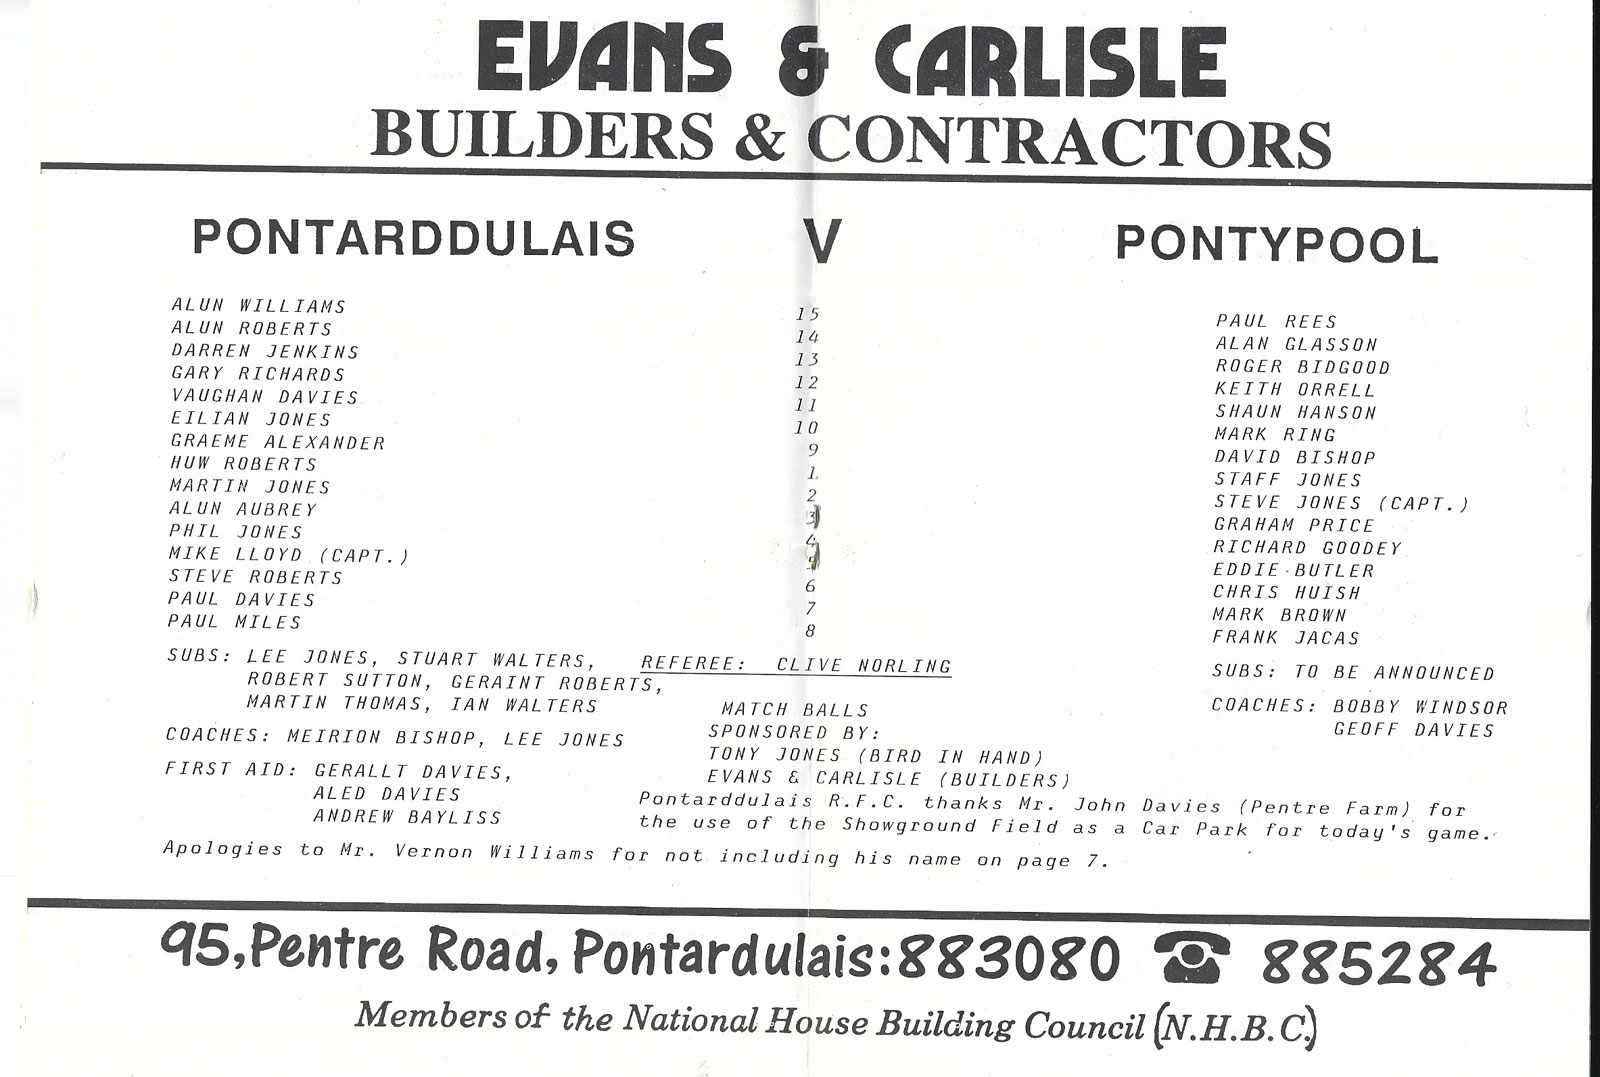 EVANS & CARLISLE
BUILDERS & CONTRACTORS
PONTARDDULAIS V PONTYPOOL
ALUN WILLIAMS 15 PAUL REES
ALUN ROBERTS 14 ALAN GLASSON
DARREN JENKINS 13 ROGER BIDGOOD
GARY RICHARDS 12 KEITH ORRELL
VAUGHAN DAVIES 11 SHAUN HANSON
EILIAN JONES 10 MARK RING
GRAEME ALEXANDER 9 DAVID BISHOP
HUW ROBERTS 1 STAFF JONES
MARTIN JONES 2 STEVE JONES (CAPT.)
ALUN AUBREY 3 GRAHAM PRICE
PHIL JONES 4 RICHARD GOODEY
MIKE LLOYD (CAPT.) 5 EDDIE BUTLER
STEVE ROBERTS 6 CHRIS HUISH
PAUL DAVIES 7 MARK BROWN
PAUL MILES 8 FRANK JACAS
SUBS: LEE JONES, STUART WALTERS,
ROBERT SUTTON, GERAINT ROBERTS,
MARTIN THOMAS, IAN WALTERS
COACHES: MEIRION BISHOP, LEE JONES
FIRST AID: GERALLT DAVIES,
ALED DAVIES
ANDREW BAYLISS
REFEREE: CLIVE NORLING
MATCH BALLS
SPONSORED BY:
TONY JONES (BIRD IN HAND)
EVANS & CARLISLE (BUILDERS)
SUBS: TO BE ANNOUNCED
COACHES: BOBBY WINDSOR
GEOFF DAVIES
Pontarddulais R.F.C. thanks Mr. John Davies (Pentre Farm) for
the use of the Showground Field as a Car Park for today's game.
Apologies to Mr. Vernon Williams for not including his name on page 7.
95, Pentre Road, Pontardulais: 883080 ☎ 885284
Members of the National House Building Council (N.H.B.C.)